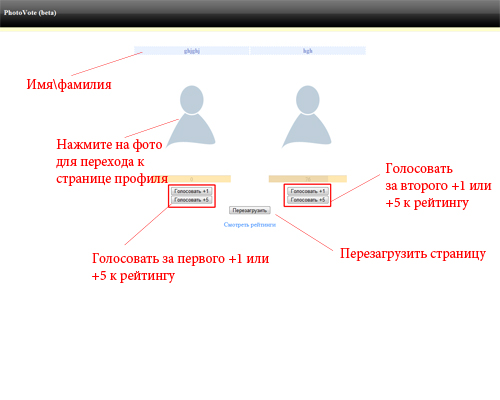 PhotoVote (beta)
ghjghj
hgh
Имя\фамилия
Нажмите на фото
для перехода к
странице профиля
Голосовать
за второго +1 или
+5 к рейтингу
Голосовать +1
Голосовать +5
Голосовать +1
Голосовать +5
Перезагрузить
Смотреть рейтинги
Голосовать за первого +1 или
+5 к рейтингу
Перезагрузить страницу